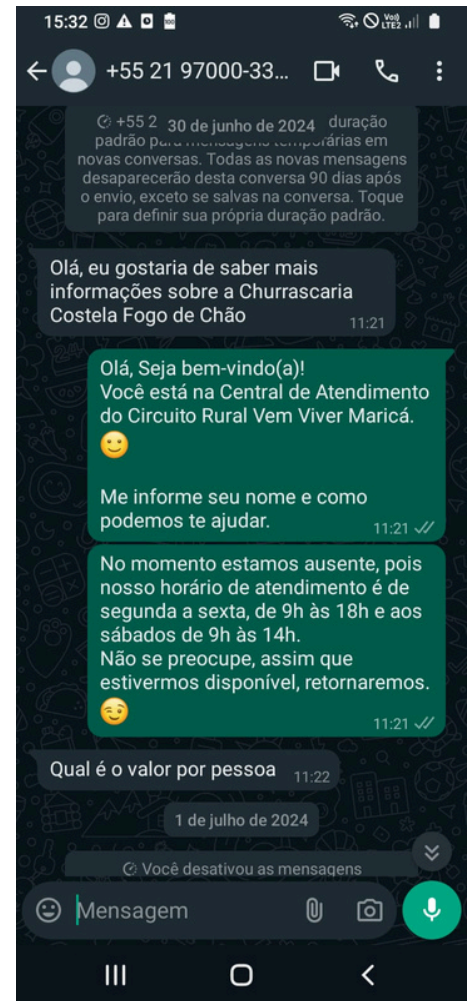 15:32
Vo)) LTE2
+55 21 97000-33...
+55 2 30 de junho de 2024 duração
padrão para mensagens temporárias em
novas conversas. Todas as novas mensagens
desaparecerão desta conversa 90 dias após
o envio, exceto se salvas na conversa. Toque
para definir sua própria duração padrão.
Olá, eu gostaria de saber mais
informações sobre a Churrascaria
Costela Fogo de Chão
11:21
Olá, Seja bem-vindo(a)!
Você está na Central de Atendimento
do Circuito Rural Vem Viver Maricá.
🙂
Me informe seu nome e como
podemos te ajudar.
11:21
No momento estamos ausente, pois
nosso horário de atendimento é de
segunda a sexta, de 9h às 18h e aos
sábados de 9h às 14h.
Não se preocupe, assim que
estivermos disponível, retornaremos.
😉
11:21
Qual é o valor por pessoa 11:22
1 de julho de 2024
Você desativou as mensagens
Mensagem